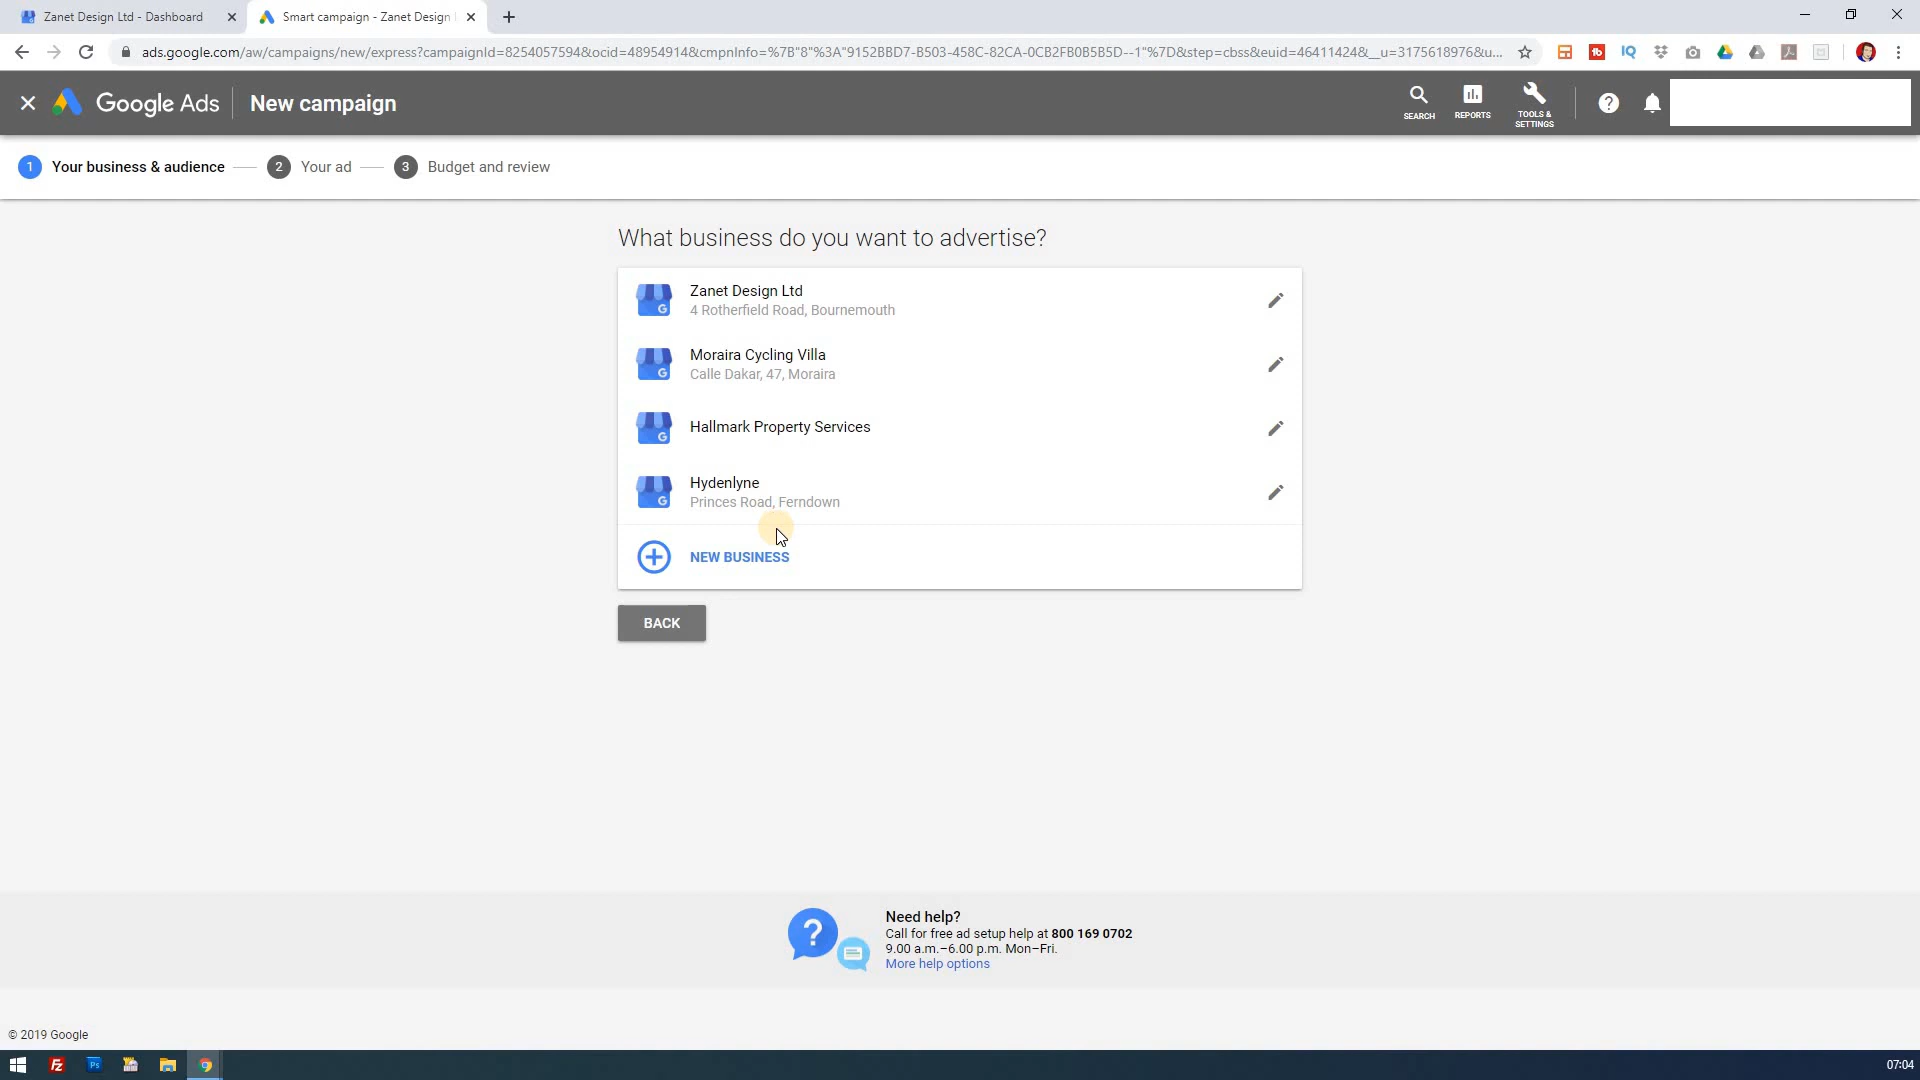 Zanet Design Ltd - Dashboard
Smart campaign - Zanet Design
ads.google.com/aw/campaigns/new/express?campaignId=8254057594&ocid=48954914&cmpnInfo=%7B"8"%3A"9152BBD7-B503-458C-82CA-0CB2FB0B5B5D--1"%7D&step=cbss&euid=46411424&__u=3175618976&u...
Google Ads
New campaign
SEARCH
REPORTS
TOOLS &
SETTINGS
1 Your business & audience
2 Your ad
3 Budget and review
What business do you want to advertise?
Zanet Design Ltd
4 Rotherfield Road, Bournemouth
Moraira Cycling Villa
Calle Dakar, 47, Moraira
Hallmark Property Services
Hydenlyne
Princes Road, Ferndown
NEW BUSINESS
BACK
Need help?
Call for free ad setup help at 800 169 0702
9.00 a.m.–6.00 p.m. Mon–Fri.
More help options
© 2019 Google
07:04